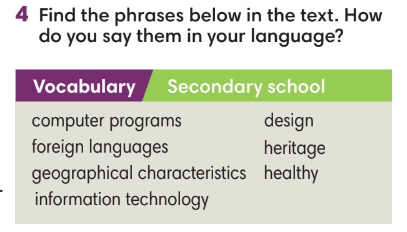 4 Find the phrases below in the text. How
do you say them in your language?
Vocabulary Secondary school
computer programs design
foreign languages heritage
geographical characteristics healthy
information technology